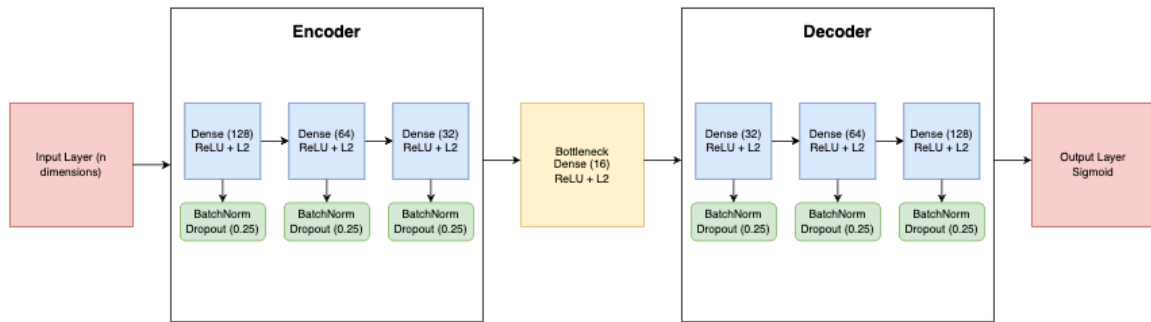 Encoder
Decoder
Input Layer (n
dimensions)
Dense (128)
ReLU + L2
Dense (64)
ReLU + L2
Dense (32)
ReLU + L2
BatchNorm
Dropout (0.25)
BatchNorm
Dropout (0.25)
BatchNorm
Dropout (0.25)
Bottleneck
Dense (16)
ReLU + L2
Dense (32)
ReLU + L2
Dense (64)
ReLU + L2
Dense (128)
ReLU + L2
BatchNorm
Dropout (0.25)
BatchNorm
Dropout (0.25)
BatchNorm
Dropout (0.25)
Output Layer
Sigmoid